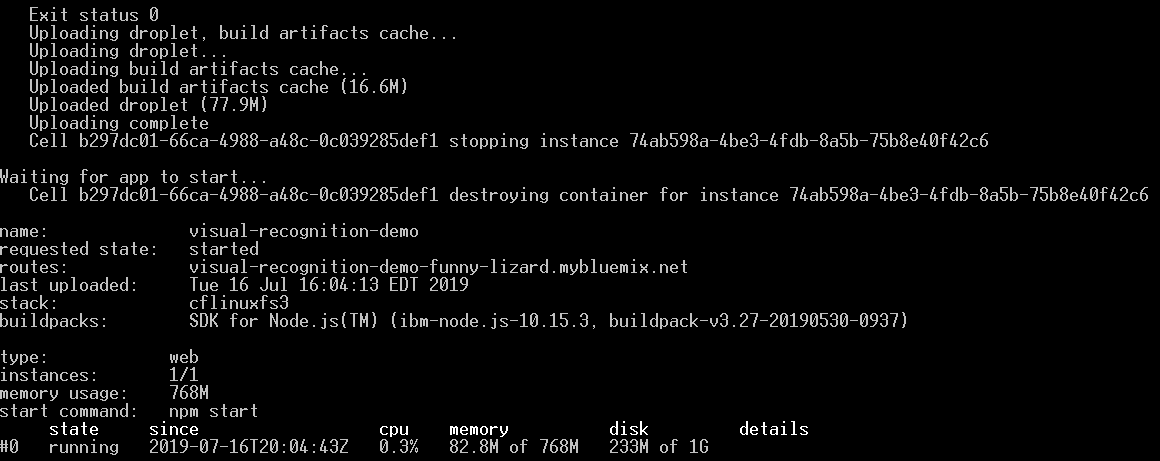 Exit status 0
Uploading droplet, build artifacts cache...
Uploading droplet...
Uploading build artifacts cache...
Uploaded build artifacts cache (16.6M)
Uploaded droplet (77.9M)
Uploading complete
Cell b297dc01-66ca-4988-a48c-0c039285def1 stopping instance 74ab598a-4be3-4fdb-8a5b-75b8e40f42c6
Waiting for app to start...
Cell b297dc01-66ca-4988-a48c-0c039285def1 destroying container for instance 74ab598a-4be3-4fdb-8a5b-75b8e40f42c6
name: visual-recognition-demo
requested state: started
routes: visual-recognition-demo-funny-lizard.mybluemix.net
last uploaded: Tue 16 Jul 16:04:13 EDT 2019
stack: cflinuxfs3
buildpacks: SDK for Node.js(TM) (ibm-node.js-10.15.3, buildpack-v3.27-20190530-0937)
type: web
instances: 1/1
memory usage: 768M
start command: npm start
state since cpu memory disk details
#0 running 2019-07-16T20:04:43Z 0.3% 82.8M of 768M 233M of 1G